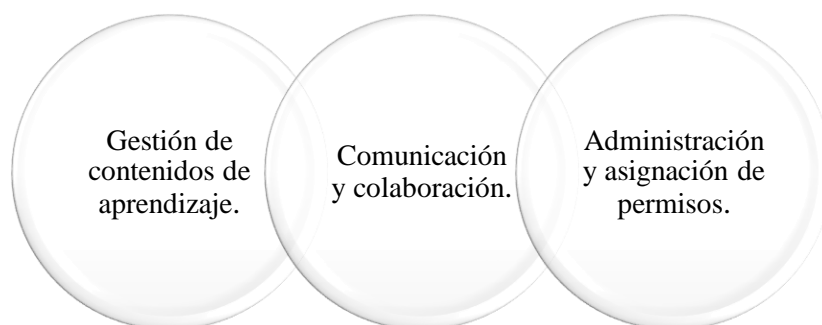 Gestión de
contenidos de
aprendizaje.
Comunicación
y colaboración.
Administración
y asignación de
permisos.